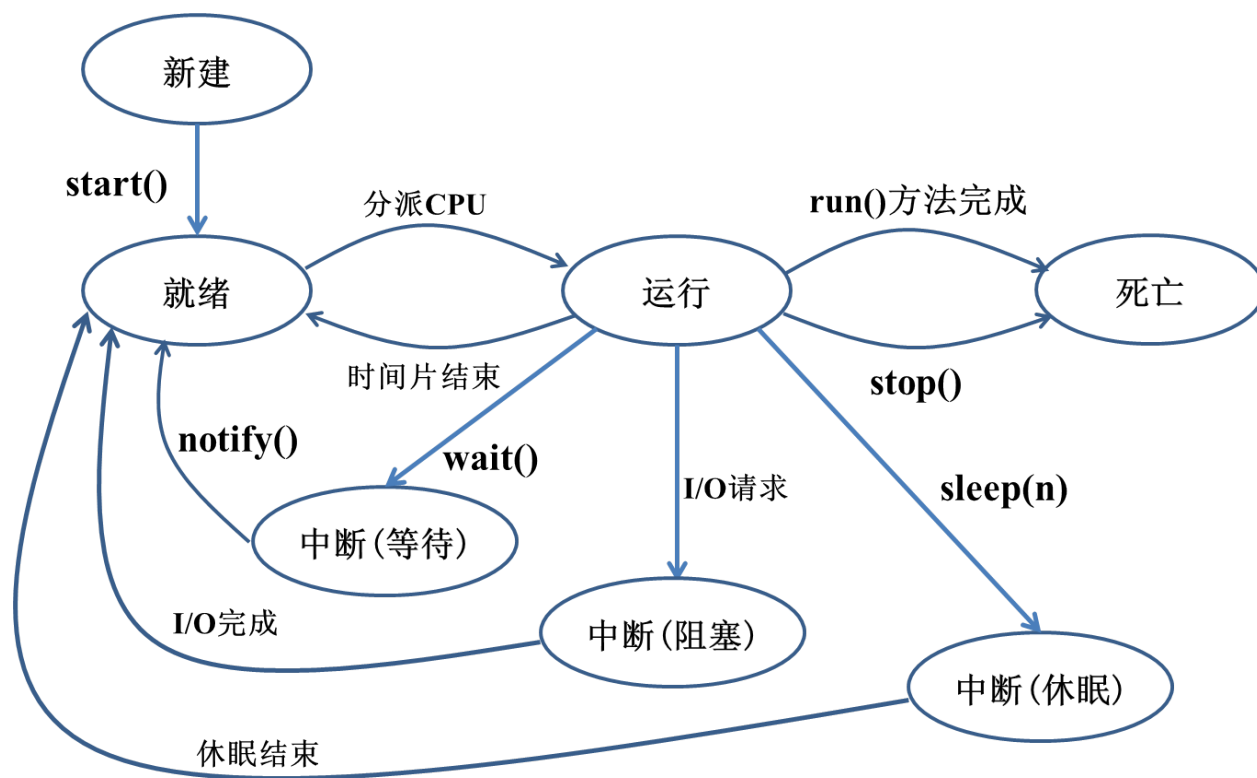 新建
start()
分派CPU
run()方法完成
就绪
运行
死亡
时间片结束
stop()
notify()
wait()
I/O请求
sleep(n)
中断(等待)
I/O完成
中断(阻塞)
中断(休眠)
休眠结束